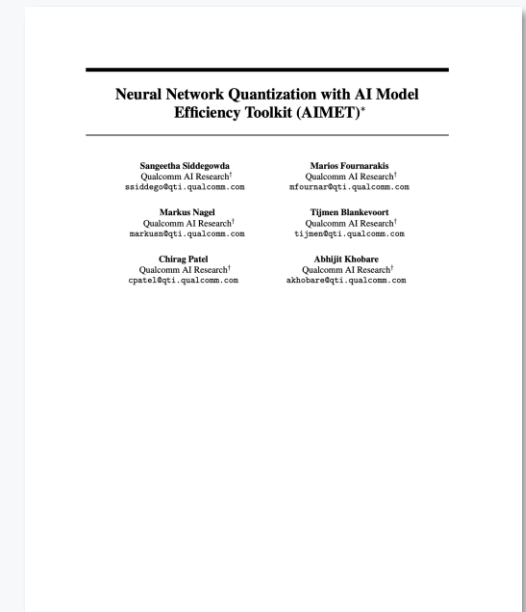 Neural Network Quantization with AI Model
Efficiency Toolkit (AIMET)*
Sangeetha Siddegowda
Qualcomm AI Research†
ssiddego@qti.qualcomm.com
Marios Fournarakis
Qualcomm AI Research†
mfournar@qti.qualcomm.com
Markus Nagel
Qualcomm AI Research†
markusn@qti.qualcomm.com
Tijmen Blankevoort
Qualcomm AI Research†
tijmen@qti.qualcomm.com
Chirag Patel
Qualcomm AI Research†
cpatel@qti.qualcomm.com
Abhijit Khobare
Qualcomm AI Research†
akhobare@qti.qualcomm.com